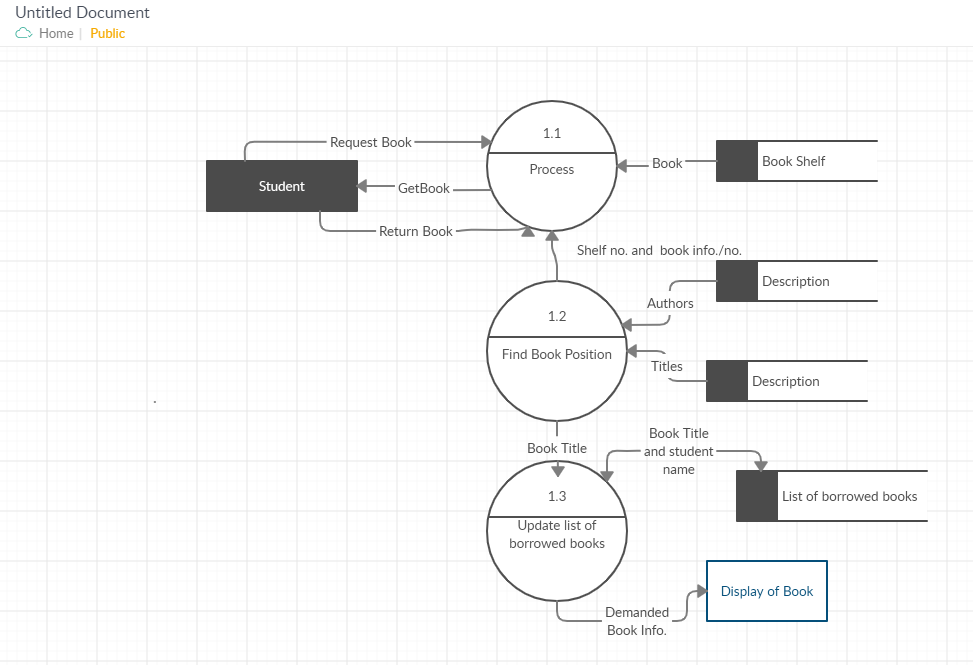 Untitled Document
Home | Public
1.1
Request Book
Process
Book
Book Shelf
Student
GetBook
Return Book
Shelf no. and book info./no.
Description
Authors
1.2
Find Book Position
Titles
Description
Book Title
Book Title
and student
name
1.3
List of borrowed books
Update list of
borrowed books
Display of Book
Demanded
Book Info.